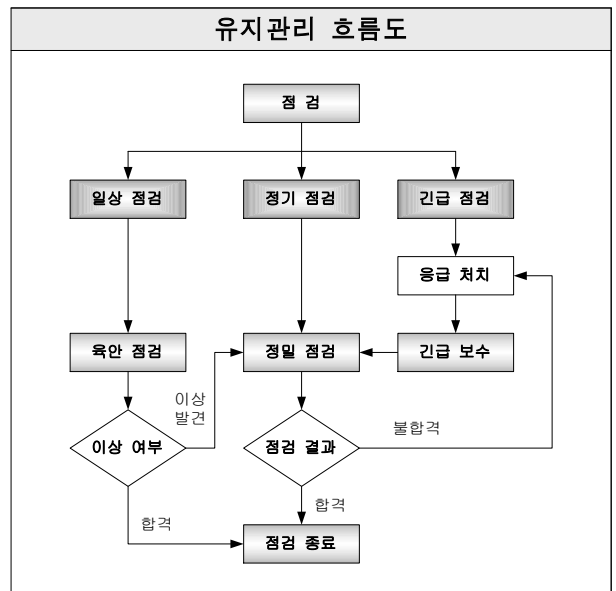 유지관리 흐름도
점 검
일상 점검
정기 점검
긴급 점검
응급 처치
육안 점검
정밀 점검
긴급 보수
이상
발견
불합격
이상 여부
점검 결과
합격
합격
점검 종료